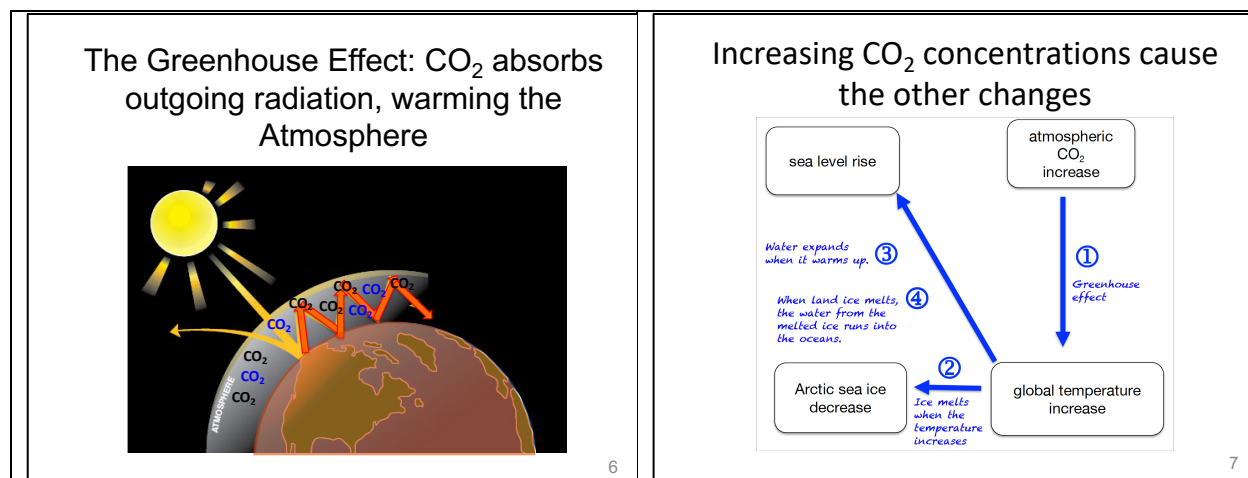 The Greenhouse Effect: CO₂ absorbs
outgoing radiation, warming the
Atmosphere
CO₂
CO₂
CO₂
CO₂
CO₂
CO₂
CO₂
CO₂
CO₂
CO₂
ATMOSPHERE
6
Increasing CO₂ concentrations cause
the other changes
sea level rise
atmospheric
CO₂
increase
Water expands
when it warms up.
③
①
Greenhouse
effect
When land ice melts,
the water from the
melted ice runs into
the oceans.
④
②
Arctic sea ice
decrease
Ice melts
when the
temperature
increases
global temperature
increase
7